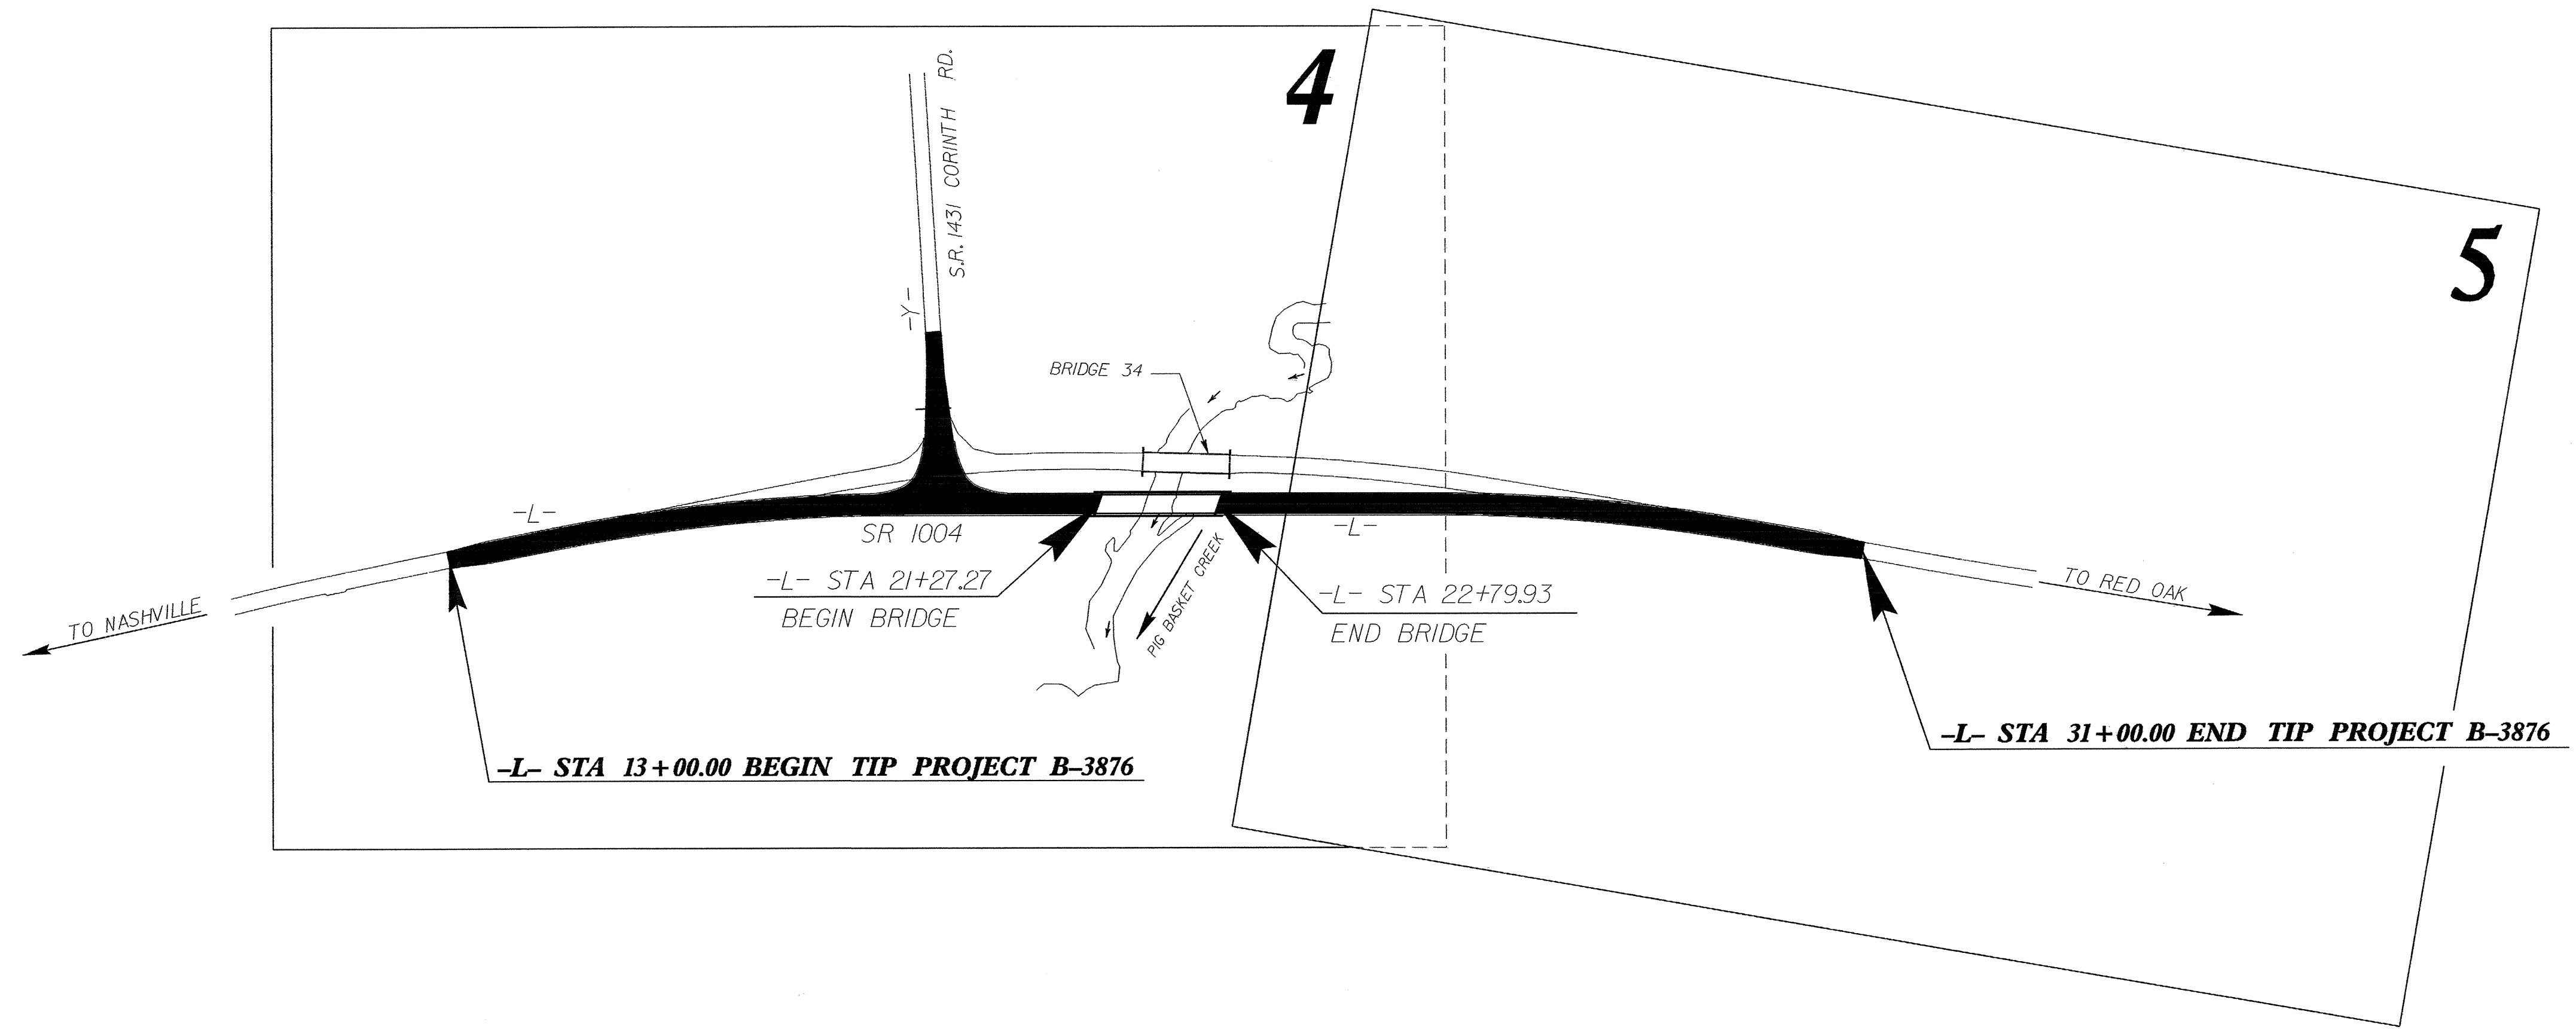 4
5
S.R. 1431 CORINTH RD.
-Y-
BRIDGE 34
-L-
SR 1004
-L-
-L- STA 21+27.27
BEGIN BRIDGE
PIG BASKET CREEK
-L- STA 22+79.93
END BRIDGE
TO NASHVILLE
TO RED OAK
-L- STA 13+00.00 BEGIN TIP PROJECT B-3876
-L- STA 31+00.00 END TIP PROJECT B-3876